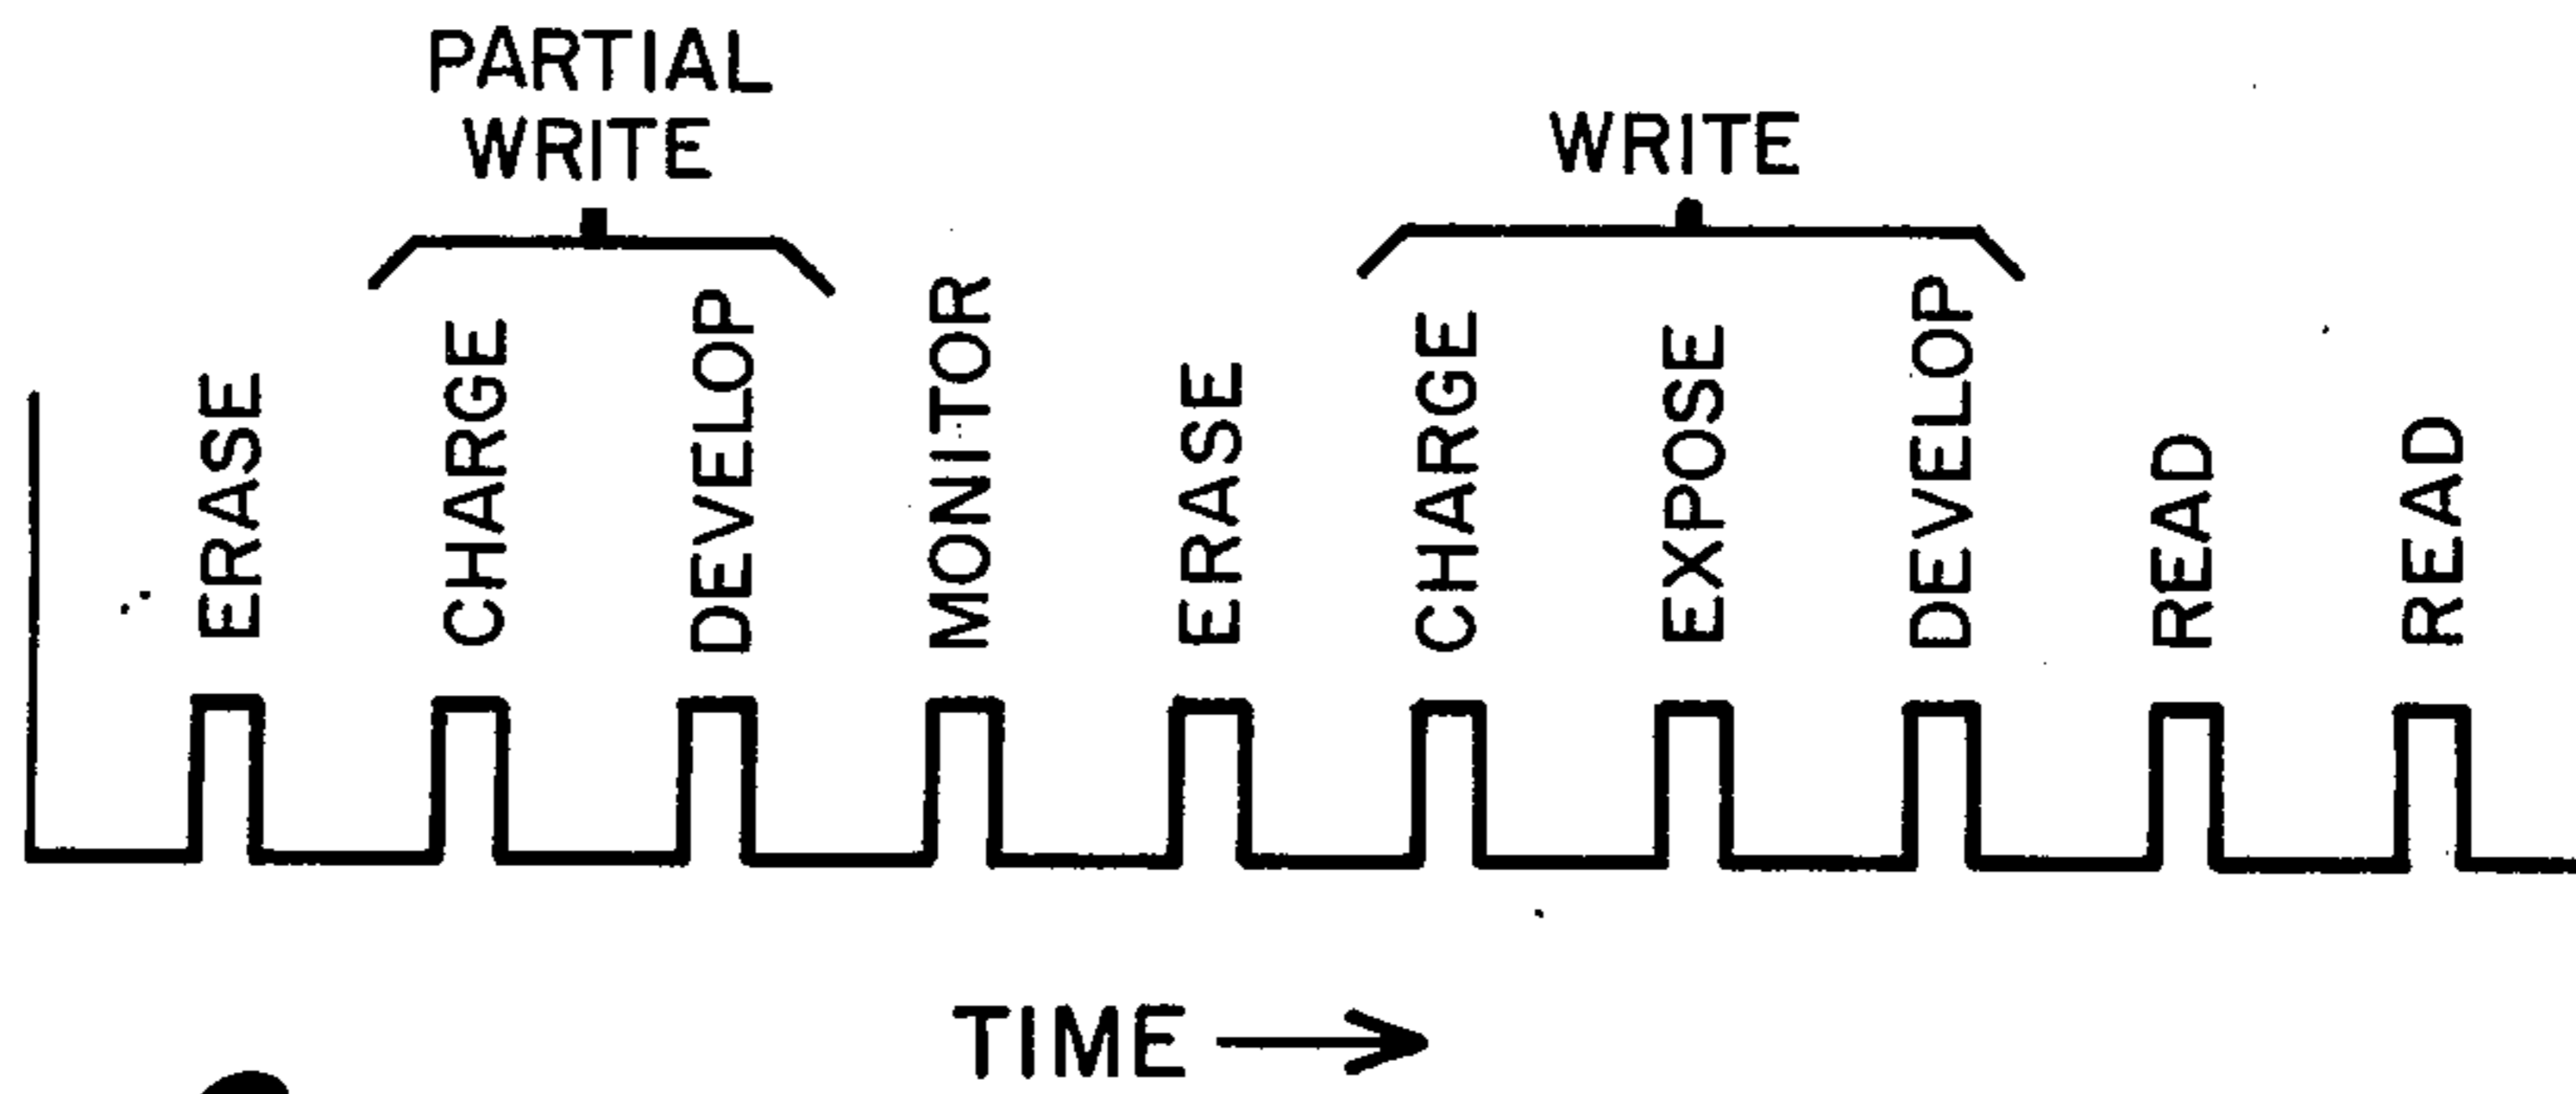 PARTIAL
WRITE
WRITE
ERASE
CHARGE
DEVELOP
MONITOR
ERASE
CHARGE
EXPOSE
DEVELOP
READ
READ
TIME